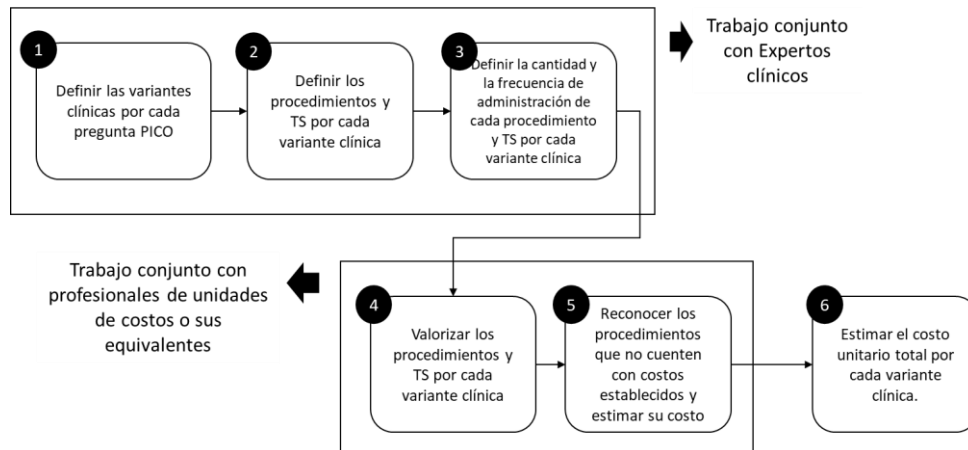 1
Definir las variantes
clínicas por cada
pregunta PICO
2
Definir los
procedimientos y
TS por cada
variante clínica
3
Definir la cantidad y
la frecuencia de
administración de
cada procedimiento
y TS por cada
variante clínica
Trabajo conjunto
con Expertos
clínicos
Trabajo conjunto con
profesionales de unidades
de costos o sus
equivalentes
4
Valorizar los
procedimientos y
TS por cada
variante clínica
5
Reconocer los
procedimientos
que no cuenten
con costos
establecidos y
estimar su costo
6
Estimar el costo
unitario total por
cada variante
clínica.